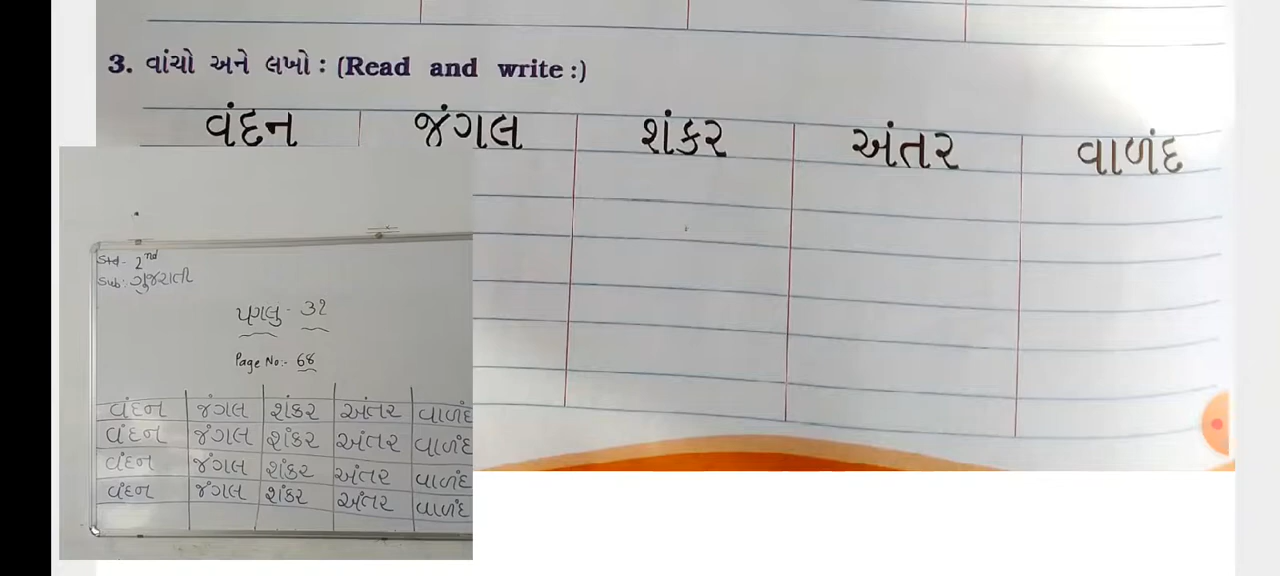 3. વાંચો અને લખો : (Read and write :)
વંદન જંગલ શંકર અંતર વાળંદ
Std - 2nd
Sub: ગુજરાતી
પગલુ - ૩૧
Page No:- 68
વંદન જંગલ શંકર અંતર વાળંદ
વંદન જંગલ શંકર અંતર વાળંદ
વંદન જંગલ શંકર અંતર વાળંદ
વંદન જંગલ શંકર અંતર વાળંદ